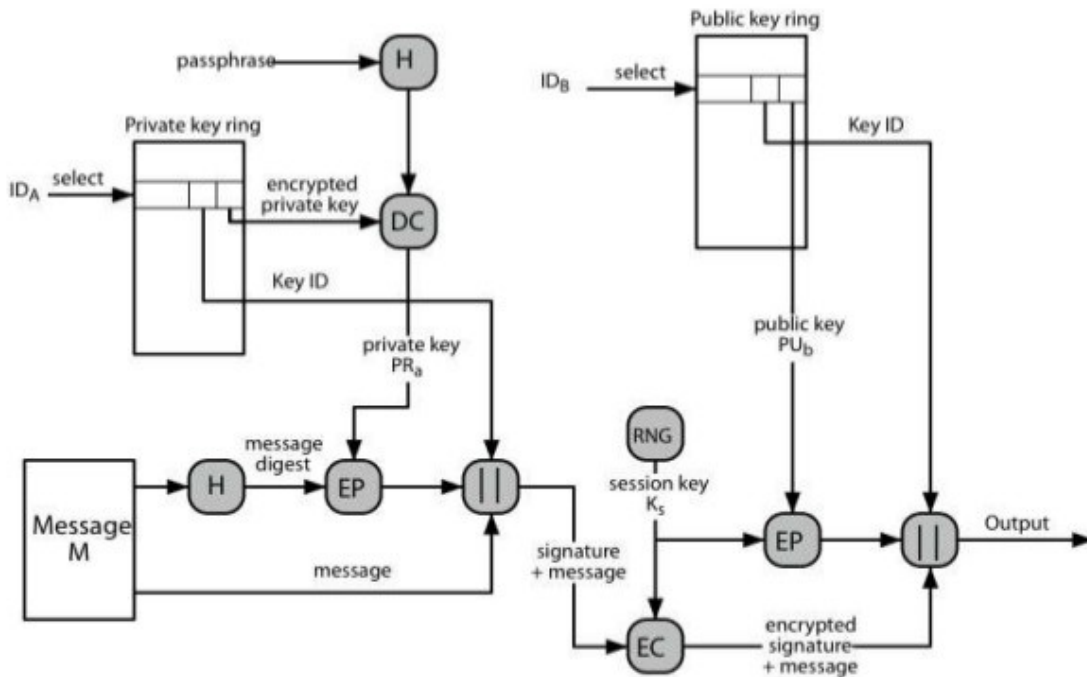 Public key ring
passphrase
H
ID_B
select
Private key ring
Key ID
ID_A
select
encrypted
private key
DC
Key ID
public key
PU_b
private key
PR_a
RNG
message
digest
session key
K_s
H
EP
||
Message
M
EP
||
Output
signature
+ message
message
EC
encrypted
signature
+ message